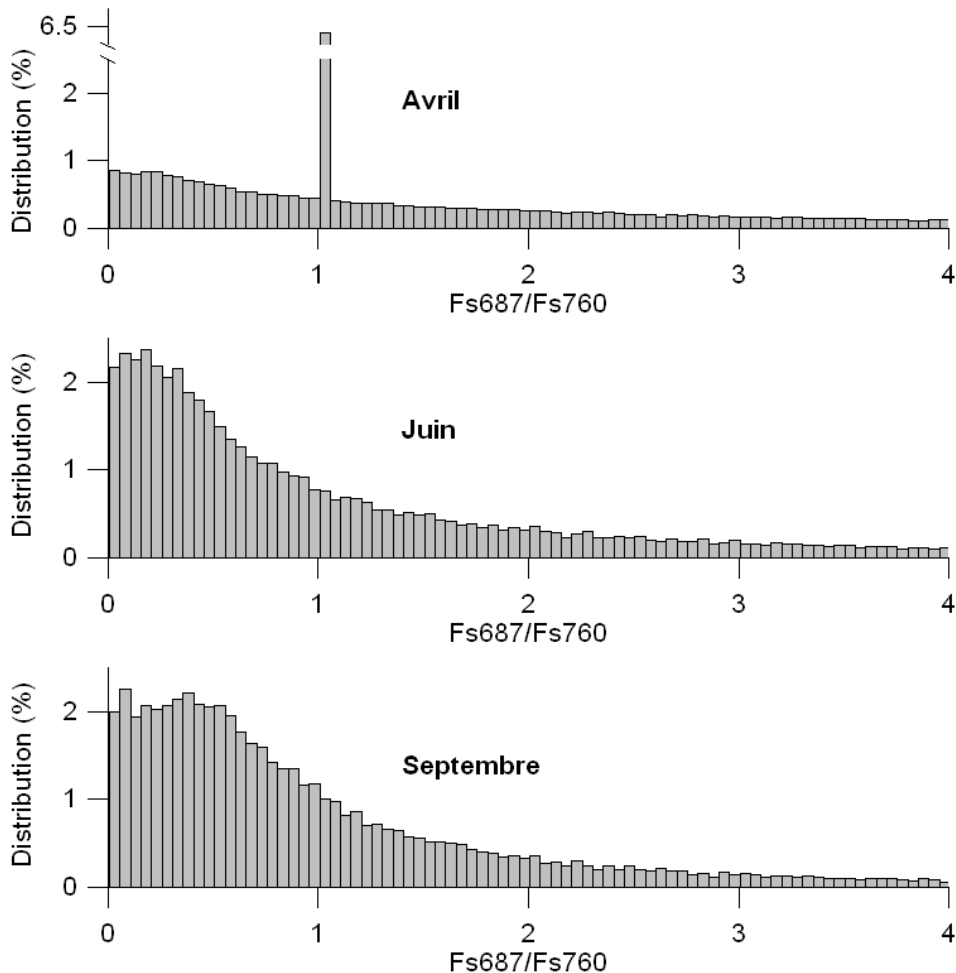 6.5
2
1
0
Distribution (%)
Avril
0 1 2 3 4
Fs687/Fs760
2
1
0
Distribution (%)
Juin
0 1 2 3 4
Fs687/Fs760
2
1
0
Distribution (%)
Septembre
0 1 2 3 4
Fs687/Fs760